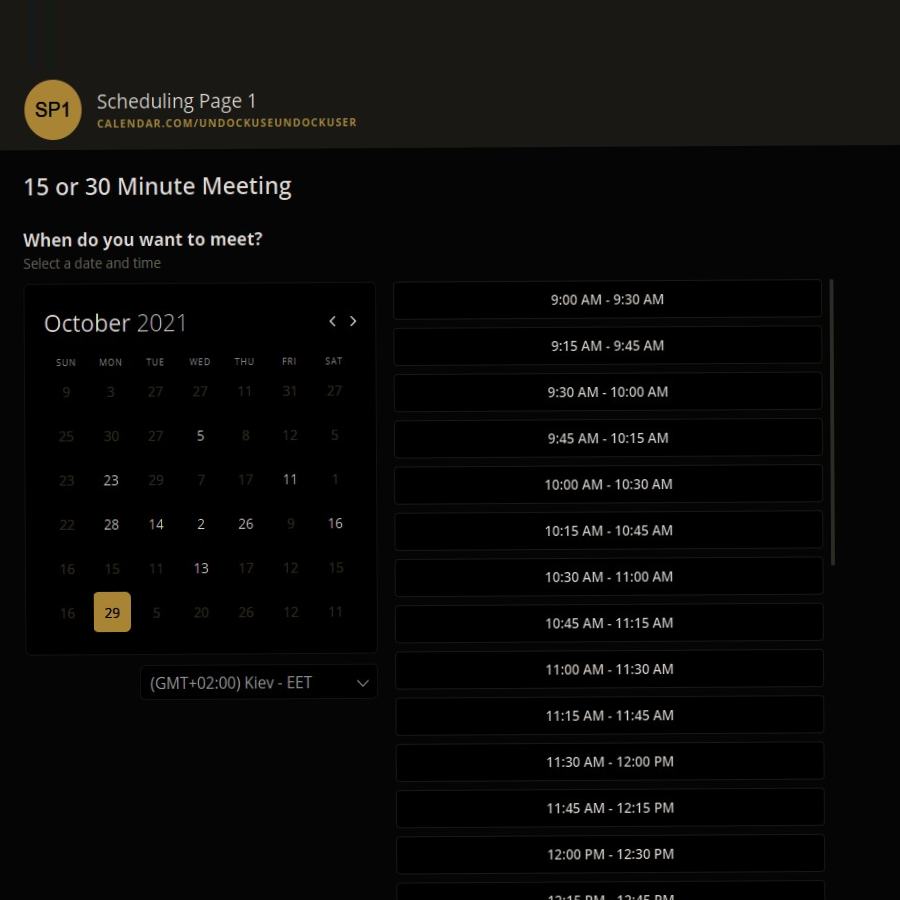 SP1
Scheduling Page 1
CALENDAR.COM/UNDOCKUSEUNDOCKUSER
15 or 30 Minute Meeting
When do you want to meet?
Select a date and time
October 2021
SUN MON TUE WED THU FRI SAT
9 3 27 27 11 31 27
25 30 27 5 8 12 5
23 23 29 7 17 11 1
22 28 14 2 26 9 16
16 15 11 13 17 12 15
16 29 5 20 26 12 11
(GMT+02:00) Kiev - EET
9:00 AM - 9:30 AM
9:15 AM - 9:45 AM
9:30 AM - 10:00 AM
9:45 AM - 10:15 AM
10:00 AM - 10:30 AM
10:15 AM - 10:45 AM
10:30 AM - 11:00 AM
10:45 AM - 11:15 AM
11:00 AM - 11:30 AM
11:15 AM - 11:45 AM
11:30 AM - 12:00 PM
11:45 AM - 12:15 PM
12:00 PM - 12:30 PM
12:15 PM - 12:45 PM